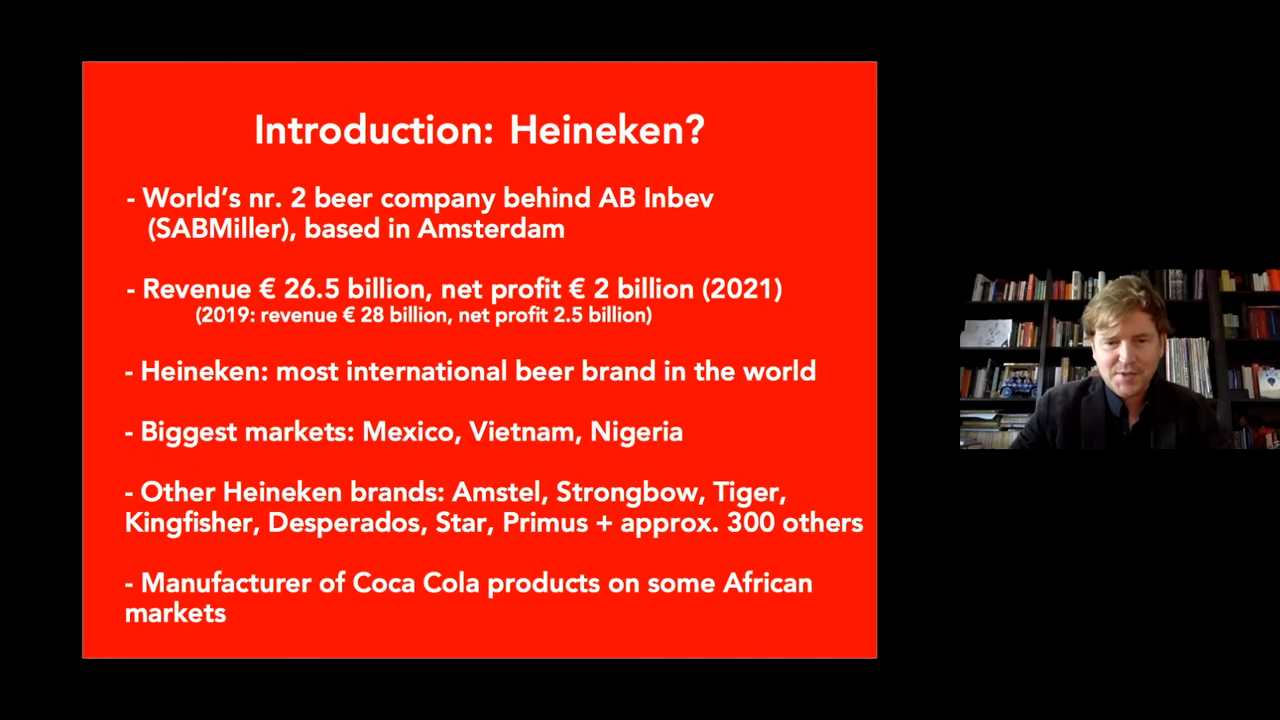 Introduction: Heineken?
- World’s nr. 2 beer company behind AB Inbev
(SABMiller), based in Amsterdam
- Revenue € 26.5 billion, net profit € 2 billion (2021)
(2019: revenue € 28 billion, net profit 2.5 billion)
- Heineken: most international beer brand in the world
- Biggest markets: Mexico, Vietnam, Nigeria
- Other Heineken brands: Amstel, Strongbow, Tiger,
Kingfisher, Desperados, Star, Primus + approx. 300 others
- Manufacturer of Coca Cola products on some African
markets